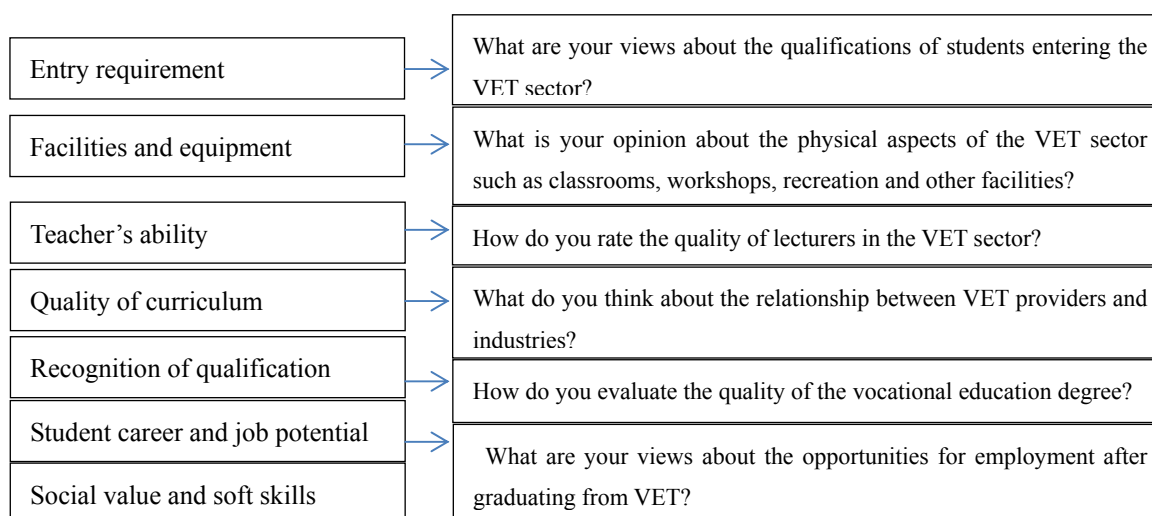 Entry requirement
What are your views about the qualifications of students entering the
VET sector?
Facilities and equipment
What is your opinion about the physical aspects of the VET sector
such as classrooms, workshops, recreation and other facilities?
Teacher’s ability
How do you rate the quality of lecturers in the VET sector?
Quality of curriculum
What do you think about the relationship between VET providers and
industries?
Recognition of qualification
How do you evaluate the quality of the vocational education degree?
Student career and job potential
What are your views about the opportunities for employment after
graduating from VET?
Social value and soft skills